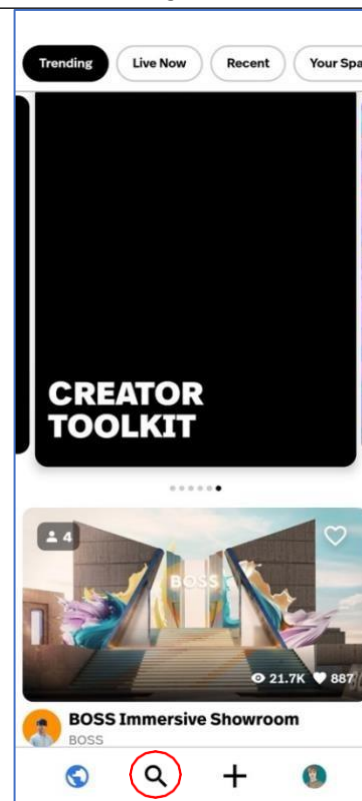 Trending
Live Now
Recent
Your Spa
CREATOR
TOOLKIT
4
BOSS
21.7K
887
BOSS Immersive Showroom
BOSS